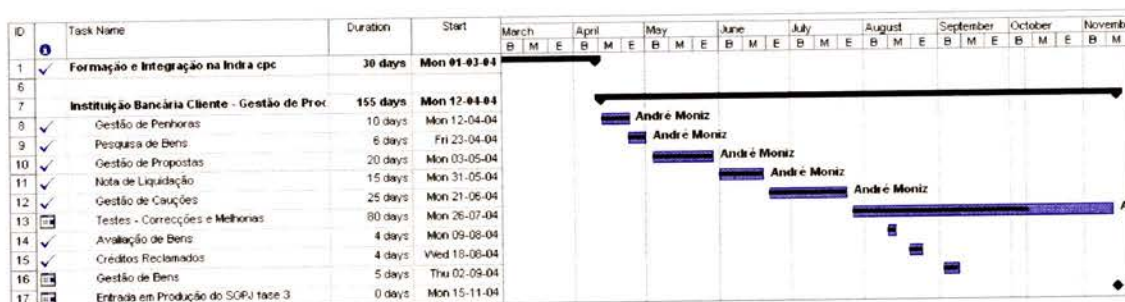 ID Task Name Duration Start March April May June July August September October Novemb
B M E B M E B M E B M E B M E B M E B M E B M E B M
1 Formação e Integração na Indra cpc 30 days Mon 01-03-04
6
7 Instituição Bancária Cliente - Gestão de Proc 155 days Mon 12-04-04
8 Gestão de Penhoras 10 days Mon 12-04-04 André Moniz
9 Pesquisa de Bens 6 days Fri 23-04-04 André Moniz
10 Gestão de Propostas 20 days Mon 03-05-04 André Moniz
11 Nota de Liquidação 15 days Mon 31-05-04 André Moniz
12 Gestão de Cauções 25 days Mon 21-06-04 André Moniz
13 Testes - Correcções e Melhorias 80 days Mon 26-07-04 A
14 Avaliação de Bens 4 days Mon 09-08-04
15 Créditos Reclamados 4 days Wed 18-08-04
16 Gestão de Bens 5 days Thu 02-09-04
17 Entrada em Produção do SGPJ fase 3 0 days Mon 15-11-04